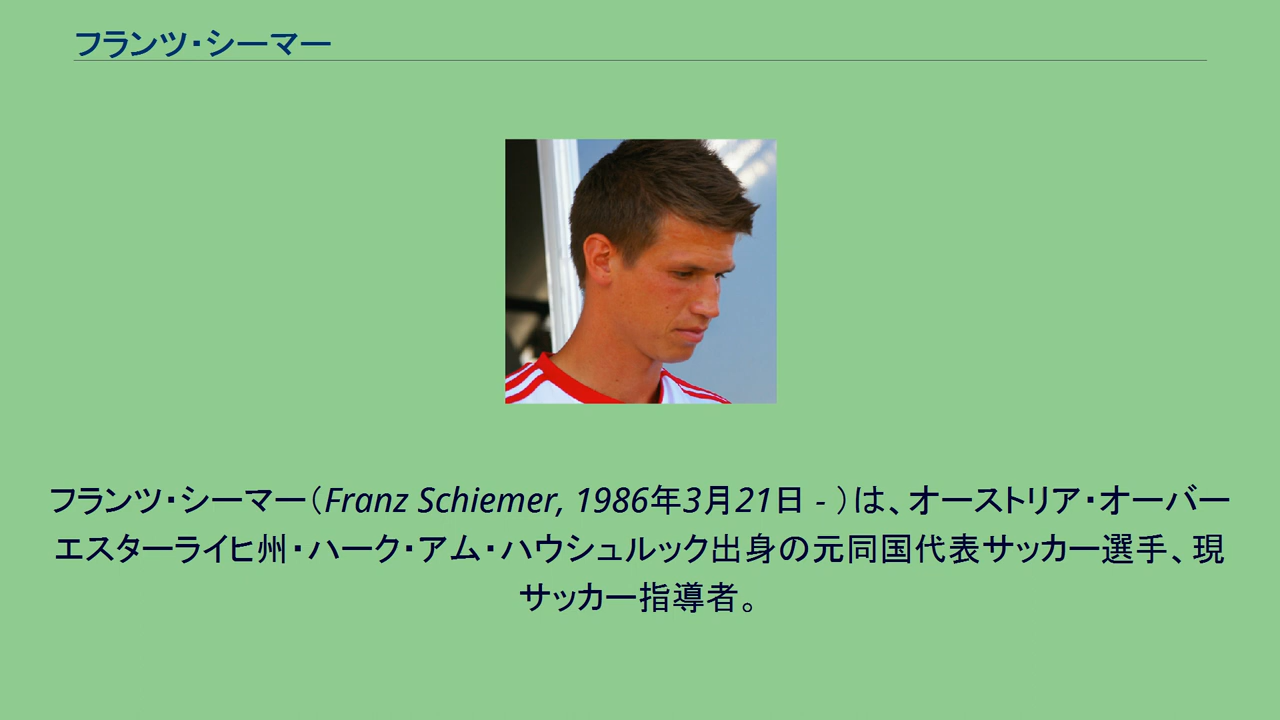 フランツ・シーマー
フランツ・シーマー（Franz Schiemer, 1986年3月21日 - ）は、オーストリア・オーバー
エスターライヒ州・ハーク・アム・ハウシュルック出身の元同国代表サッカー選手、現
サッカー指導者。